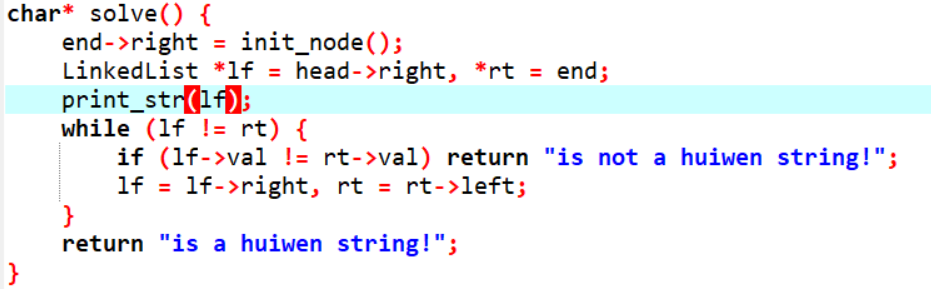 char* solve() {
    end->right = init_node();
    LinkedList *lf = head->right, *rt = end;
    print_str(lf);
    while (lf != rt) {
        if (lf->val != rt->val) return "is not a huiwen string!";
        lf = lf->right, rt = rt->left;
    }
    return "is a huiwen string!";
}